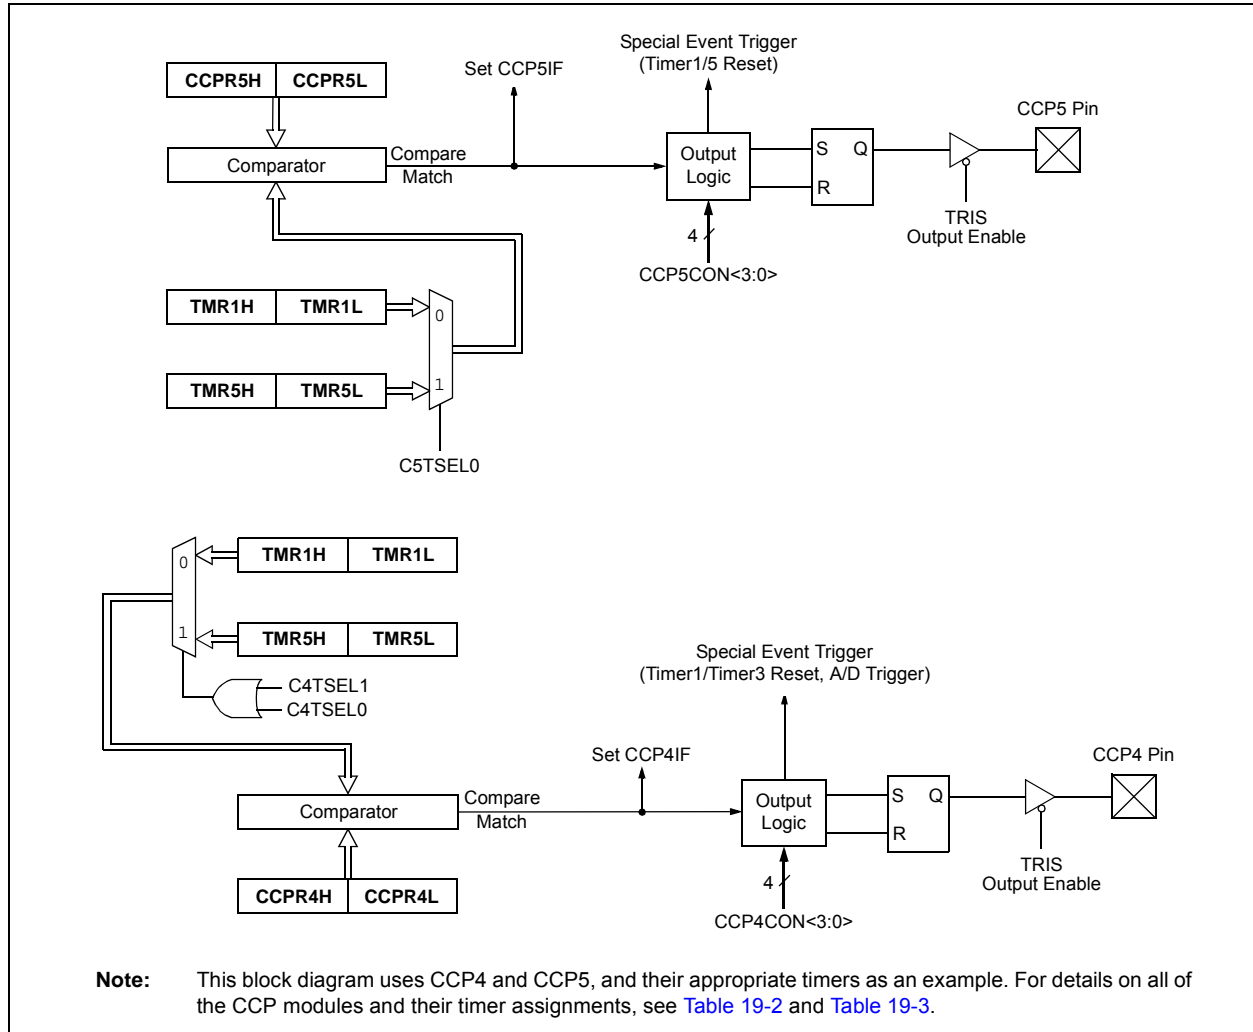 Special Event Trigger
(Timer1/5 Reset)
Set CCP5IF
CCPR5H CCPR5L
CCP5 Pin
Comparator
Compare
Match
Output
Logic
S Q
R
TRIS
Output Enable
4
CCP5CON<3:0>
TMR1H TMR1L
0
TMR5H TMR5L
1
C5TSEL0
0
TMR1H TMR1L
1
TMR5H TMR5L
C4TSEL1
C4TSEL0
Special Event Trigger
(Timer1/Timer3 Reset, A/D Trigger)
Set CCP4IF
CCP4 Pin
Comparator
Compare
Match
Output
Logic
S Q
R
TRIS
Output Enable
4
CCPR4H CCPR4L
CCP4CON<3:0>
Note: This block diagram uses CCP4 and CCP5, and their appropriate timers as an example. For details on all of
the CCP modules and their timer assignments, see Table 19-2 and Table 19-3.